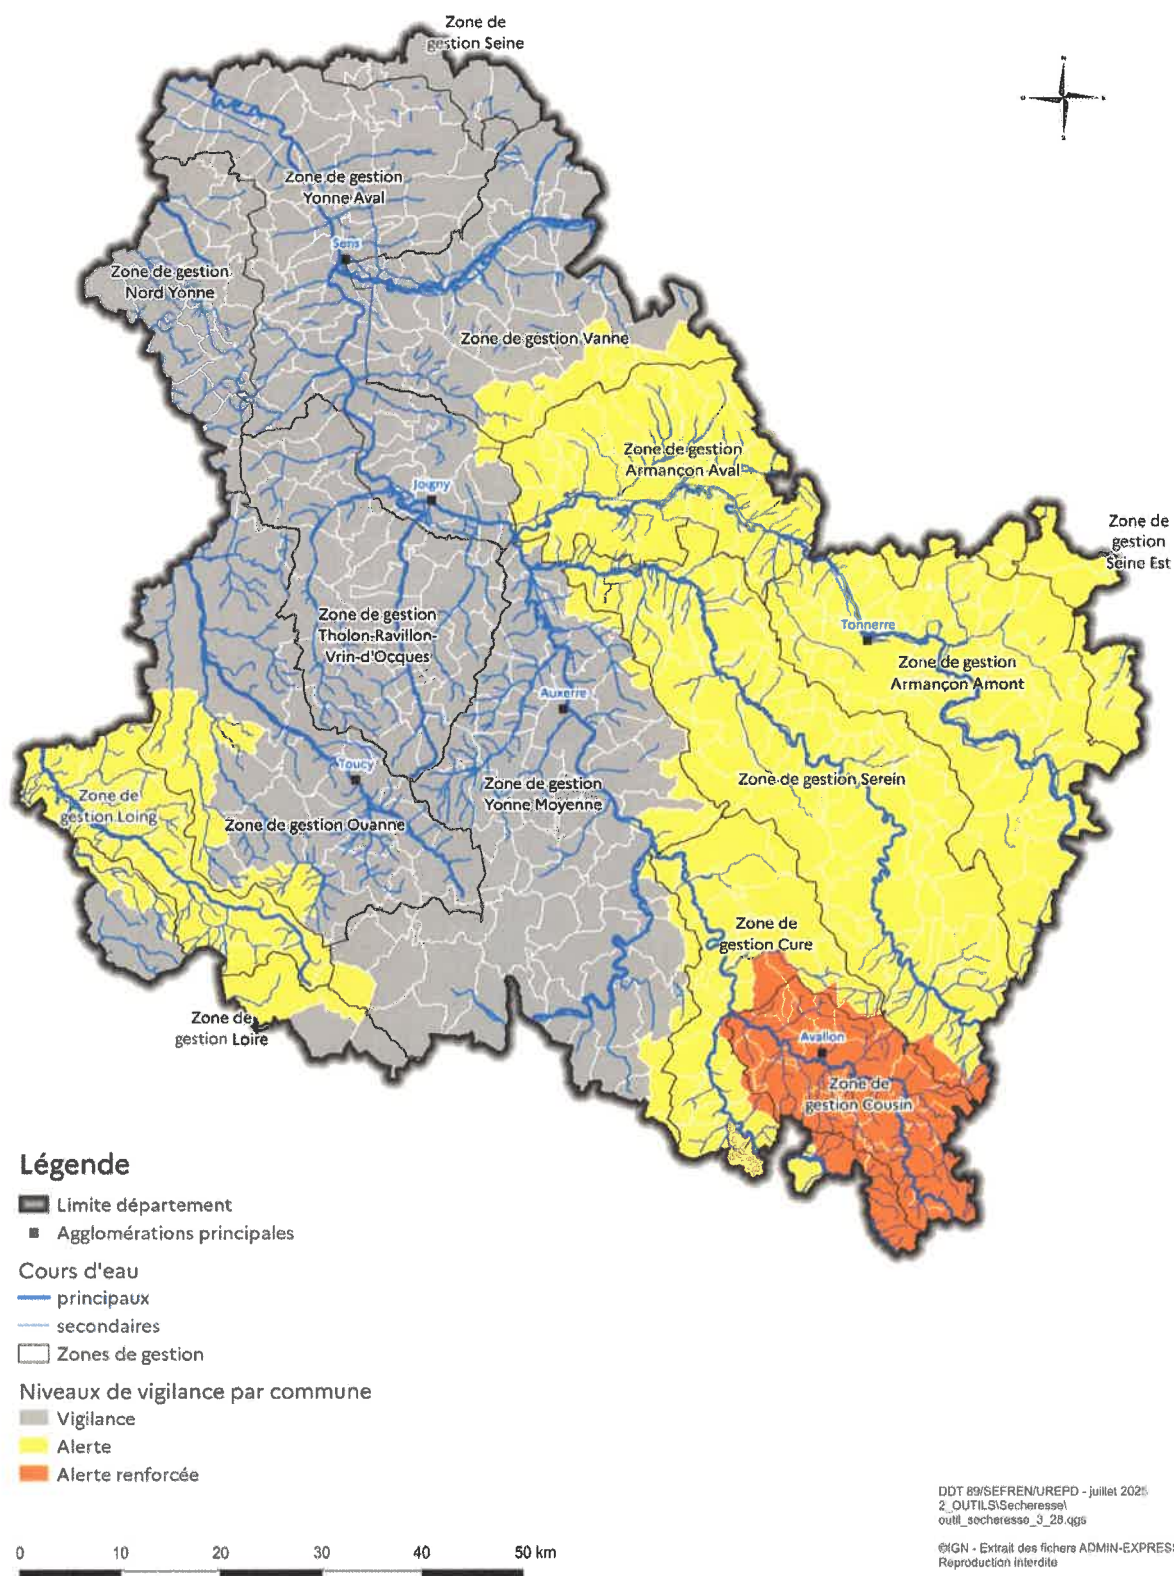 Zone de
gestion Seine
N
O
E
S
Zone de gestion
Yonne Aval
Sens
Zone de gestion
Nord Yonne
Zone de gestion Vanne
Zone de gestion
Armançon Aval
Joigny
Zone de
gestion
Seine Est
Zone de gestion
Tholon-Ravillon-
Vrin-d'Ocques
Tonnerre
Zone de gestion
Armançon Amont
Auxerre
Toucy
Zone de gestion
Yonne Moyenne
Zone de gestion Serein
Zone de
gestion Loing
Zone de gestion Ouanne
Zone de
gestion Cure
Zone de
gestion Loire
Avallon
Zone de
gestion Cousin
Légende
Limite département
Agglomérations principales
Cours d'eau
principaux
secondaires
Zones de gestion
Niveaux de vigilance par commune
Vigilance
Alerte
Alerte renforcée
0 10 20 30 40 50 km
DDT 89/SEFREN/UREPD - juillet 2025
2_OUTILS\Secheresse\
outil_secheresse_3_28.qgs
©IGN - Extrait des fichers ADMIN-EXPRESS
Reproduction interdite